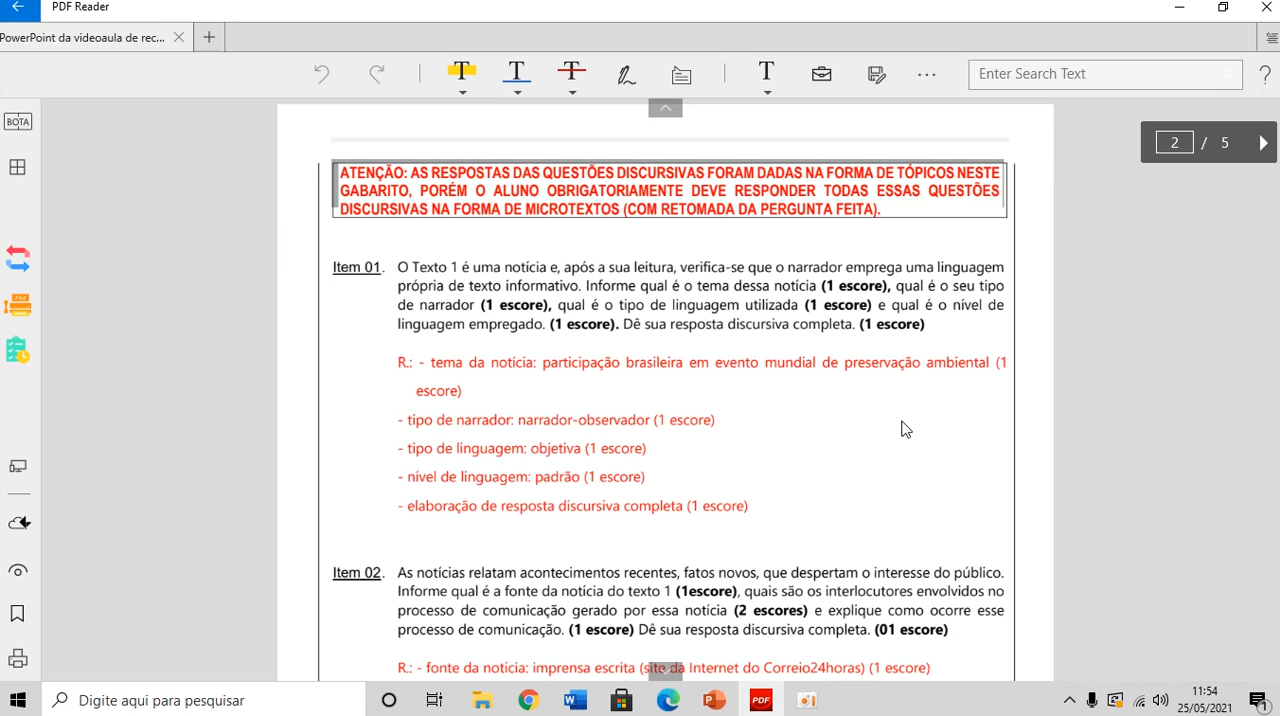 PDF Reader
PowerPoint da videoaula de rec...
Enter Search Text
BOTA
2 / 5
ATENÇÃO: AS RESPOSTAS DAS QUESTÕES DISCURSIVAS FORAM DADAS NA FORMA DE TÓPICOS NESTE
GABARITO, PORÉM O ALUNO OBRIGATORIAMENTE DEVE RESPONDER TODAS ESSAS QUESTÕES
DISCURSIVAS NA FORMA DE MICROTEXTOS (COM RETOMADA DA PERGUNTA FEITA).
Item 01. O Texto 1 é uma notícia e, após a sua leitura, verifica-se que o narrador emprega uma linguagem
própria de texto informativo. Informe qual é o tema dessa notícia (1 escore), qual é o seu tipo
de narrador (1 escore), qual é o tipo de linguagem utilizada (1 escore) e qual é o nível de
linguagem empregado. (1 escore). Dê sua resposta discursiva completa. (1 escore)
R.: - tema da notícia: participação brasileira em evento mundial de preservação ambiental (1
escore)
- tipo de narrador: narrador-observador (1 escore)
- tipo de linguagem: objetiva (1 escore)
- nível de linguagem: padrão (1 escore)
- elaboração de resposta discursiva completa (1 escore)
Item 02. As notícias relatam acontecimentos recentes, fatos novos, que despertam o interesse do público.
Informe qual é a fonte da notícia do texto 1 (1escore), quais são os interlocutores envolvidos no
processo de comunicação gerado por essa notícia (2 escores) e explique como ocorre esse
processo de comunicação. (1 escore) Dê sua resposta discursiva completa. (01 escore)
R.: - fonte da notícia: imprensa escrita (site da Internet do Correio24horas) (1 escore)
Digite aqui para pesquisar
PDF
11:54
25/05/2021